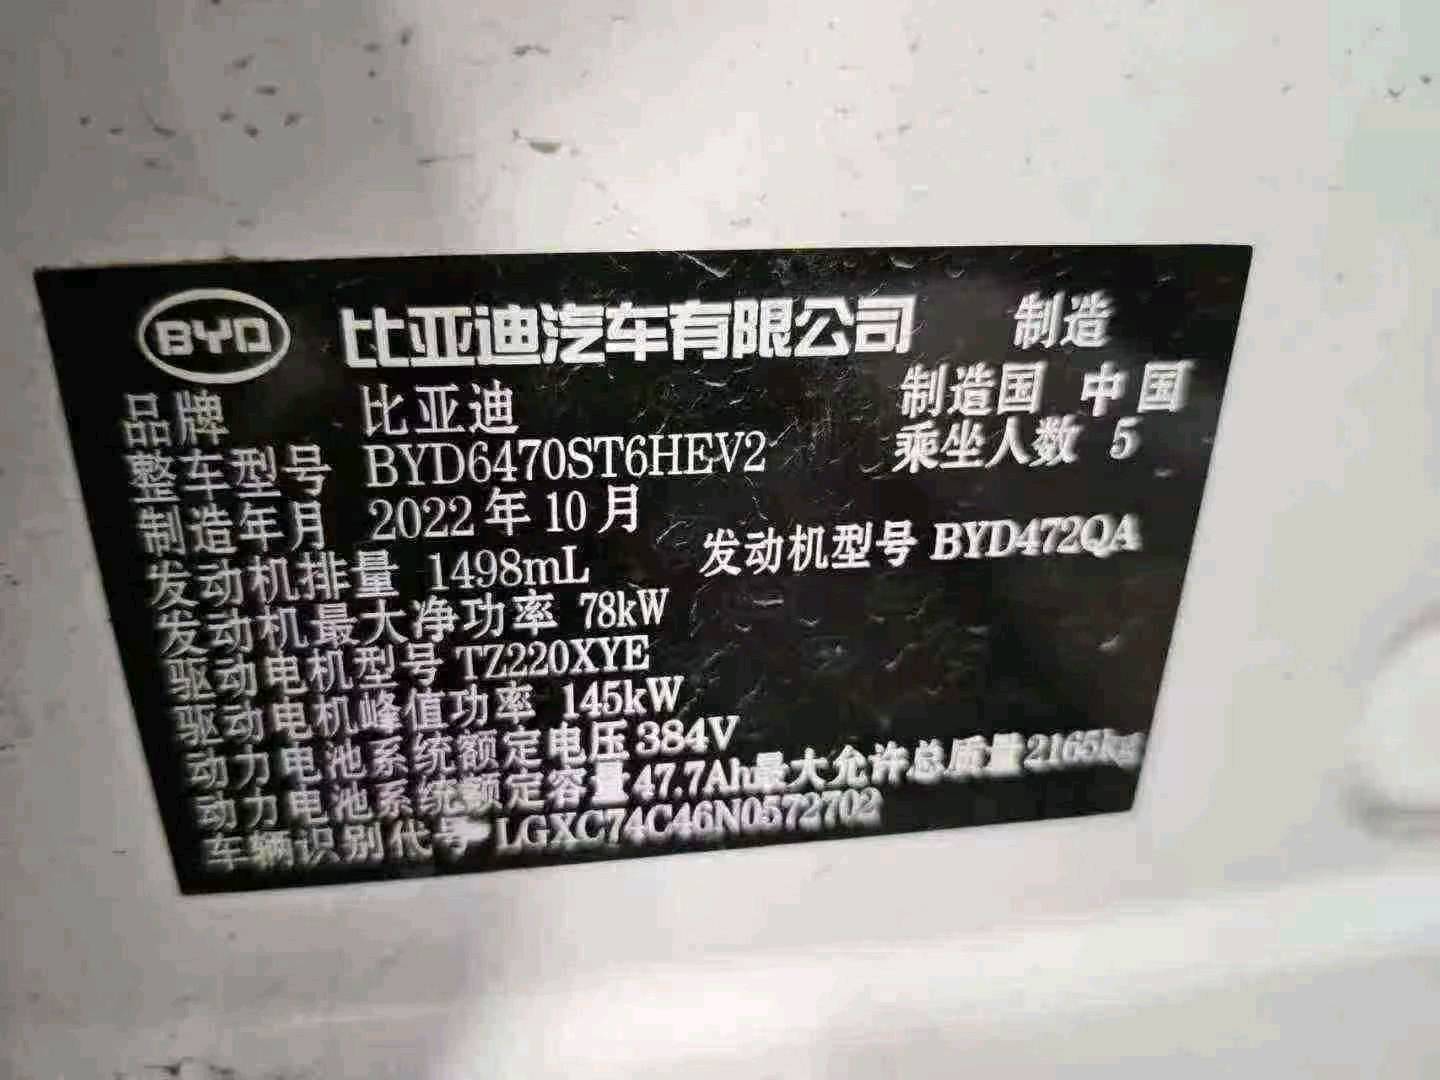 BYD 比亚迪汽车有限公司 制造
品牌 比亚迪 制造国 中国
整车型号 BYD6470ST6HEV2 乘坐人数 5
制造年月 2022年10月
发动机排量 1498mL 发动机型号 BYD472QA
发动机最大净功率 78kW
驱动电机型号 TZ220XYE
驱动电机峰值功率 145kW
动力电池系统额定电压384V
动力电池系统额定容量47.7Ah最大允许总质量2165kg
车辆识别代号 LGXC74C46N0572702